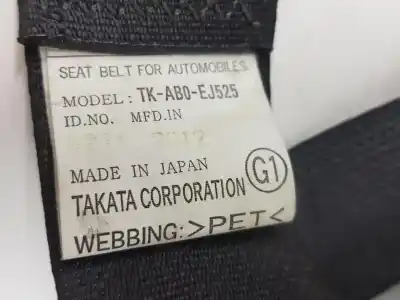 SEAT BELT FOR AUTOMOBILES
MODEL: TK-AB0-EJ525
ID.NO. MFD.IN
MADE IN JAPAN
G1
TAKATA CORPORATION
WEBBING: >PET<